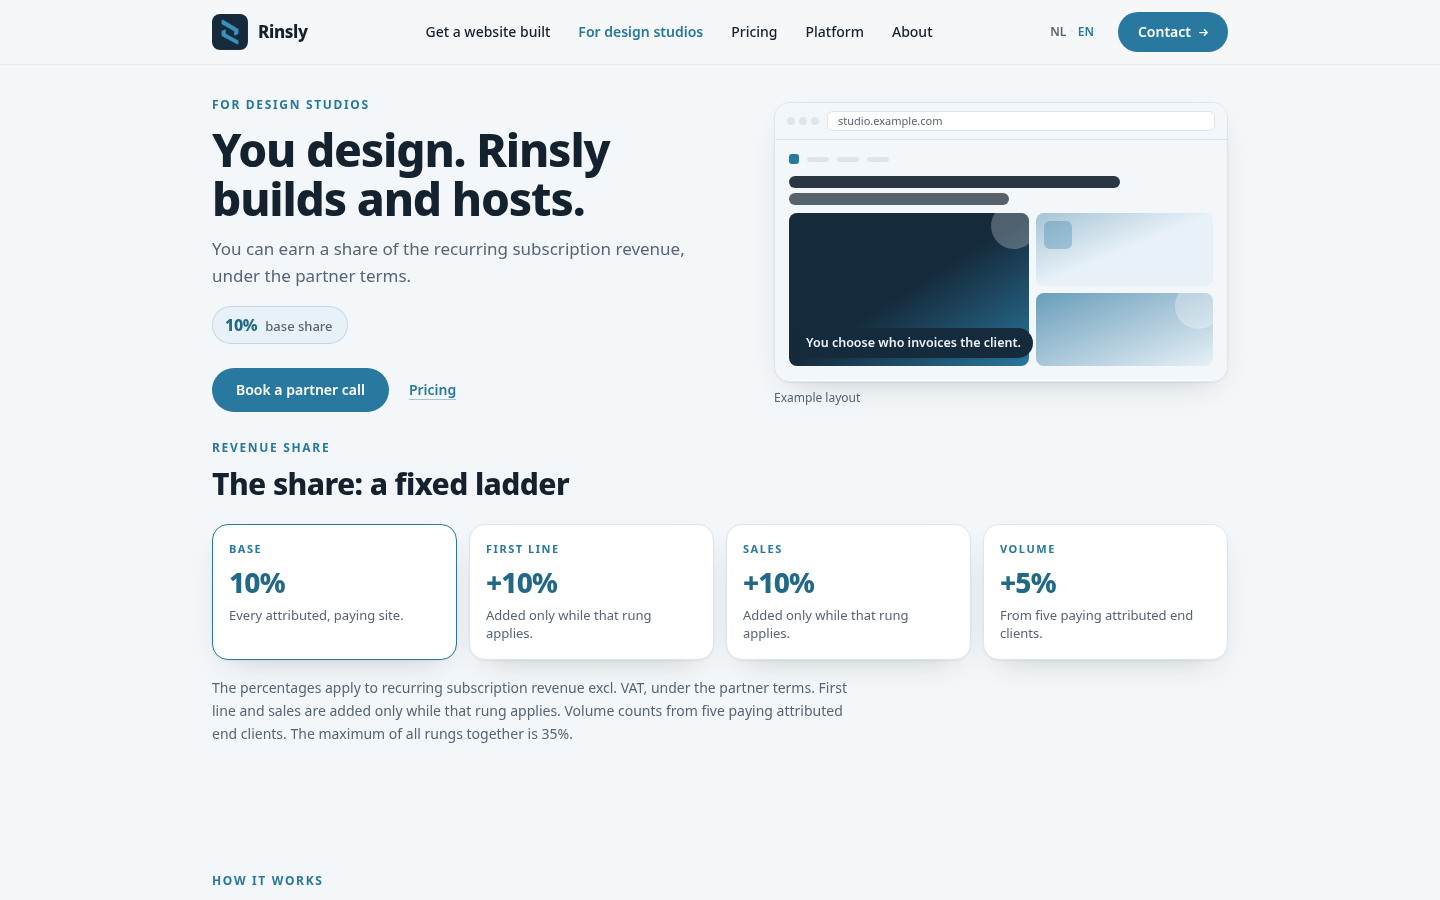 Rinsly
Get a website built
For design studios
Pricing
Platform
About
NL · EN
Contact →
FOR DESIGN STUDIOS
You design. Rinsly
builds and hosts.
You can earn a share of the recurring subscription revenue,
under the partner terms.
10% base share
Book a partner call
Pricing
studio.example.com
You choose who invoices the client.
Example layout
REVENUE SHARE
The share: a fixed ladder
BASE
10%
Every attributed, paying site.
FIRST LINE
+10%
Added only while that rung
applies.
SALES
+10%
Added only while that rung
applies.
VOLUME
+5%
From five paying attributed end
clients.
The percentages apply to recurring subscription revenue excl. VAT, under the partner terms. First
line and sales are added only while that rung applies. Volume counts from five paying attributed
end clients. The maximum of all rungs together is 35%.
HOW IT WORKS